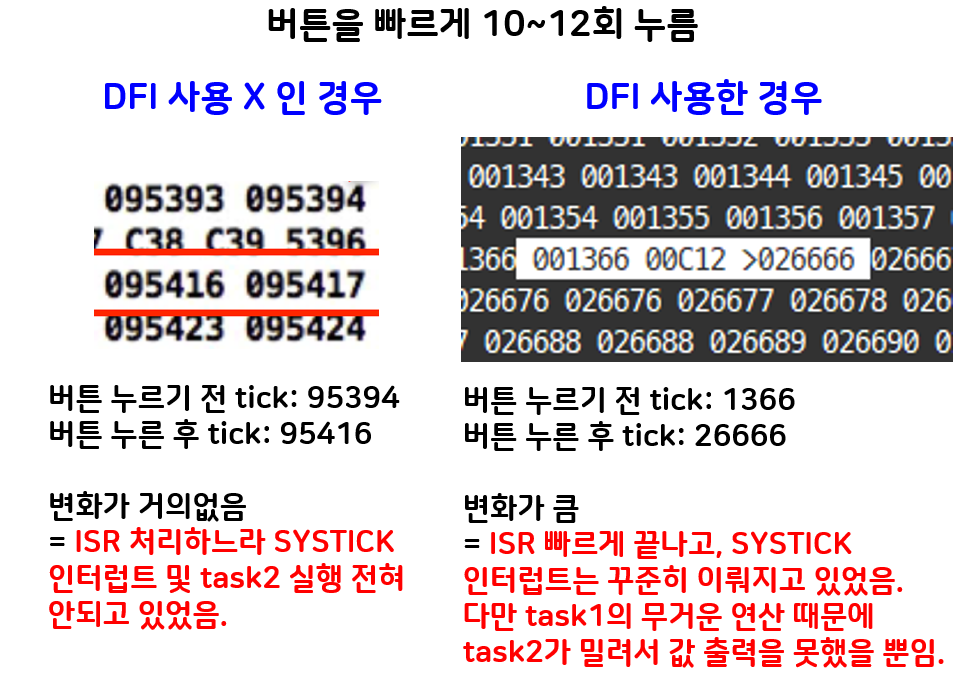 버튼을 빠르게 10~12회 누름
DFI 사용 X 인 경우
095393 095394
C38 C39 5396
095416 095417
095423 095424
버튼 누르기 전 tick: 95394
버튼 누른 후 tick: 95416
변화가 거의없음
= ISR 처리하느라 SYSTICK
인터럽트 및 task2 실행 전혀
안되고 있었음.
DFI 사용한 경우
001351 001351 001352 001353
001343 001343 001344 001345 00
54 001354 001355 001356 001357
1366 001366 00C12 >026666 02666
026676 026676 026677 026678 026
7 026688 026688 026689 026690 0
버튼 누르기 전 tick: 1366
버튼 누른 후 tick: 26666
변화가 큼
= ISR 빠르게 끝나고, SYSTICK
인터럽트는 꾸준히 이뤄지고 있었음.
다만 task1의 무거운 연산 때문에
task2가 밀려서 값 출력을 못했을 뿐임.